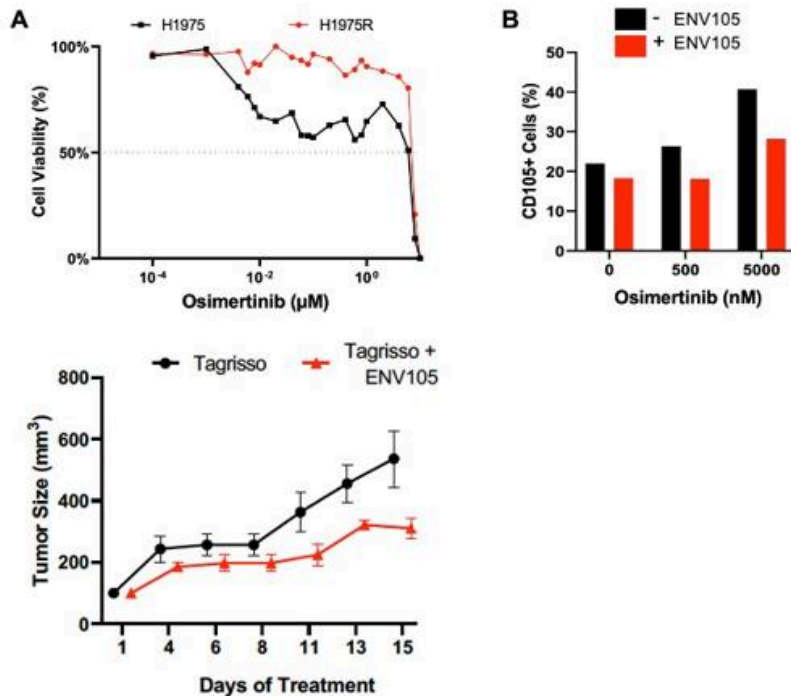 A
H1975 H1975R
100%
50%
0%
Cell Viability (%)
10⁻⁴ 10⁻² 10⁰
Osimertinib (µM)
B
- ENV105
+ ENV105
50
40
30
20
10
0
CD105+ Cells (%)
0 500 5000
Osimertinib (nM)
Tagrisso Tagrisso +
ENV105
800
600
400
200
0
Tumor Size (mm³)
1 4 6 8 11 13 15
Days of Treatment